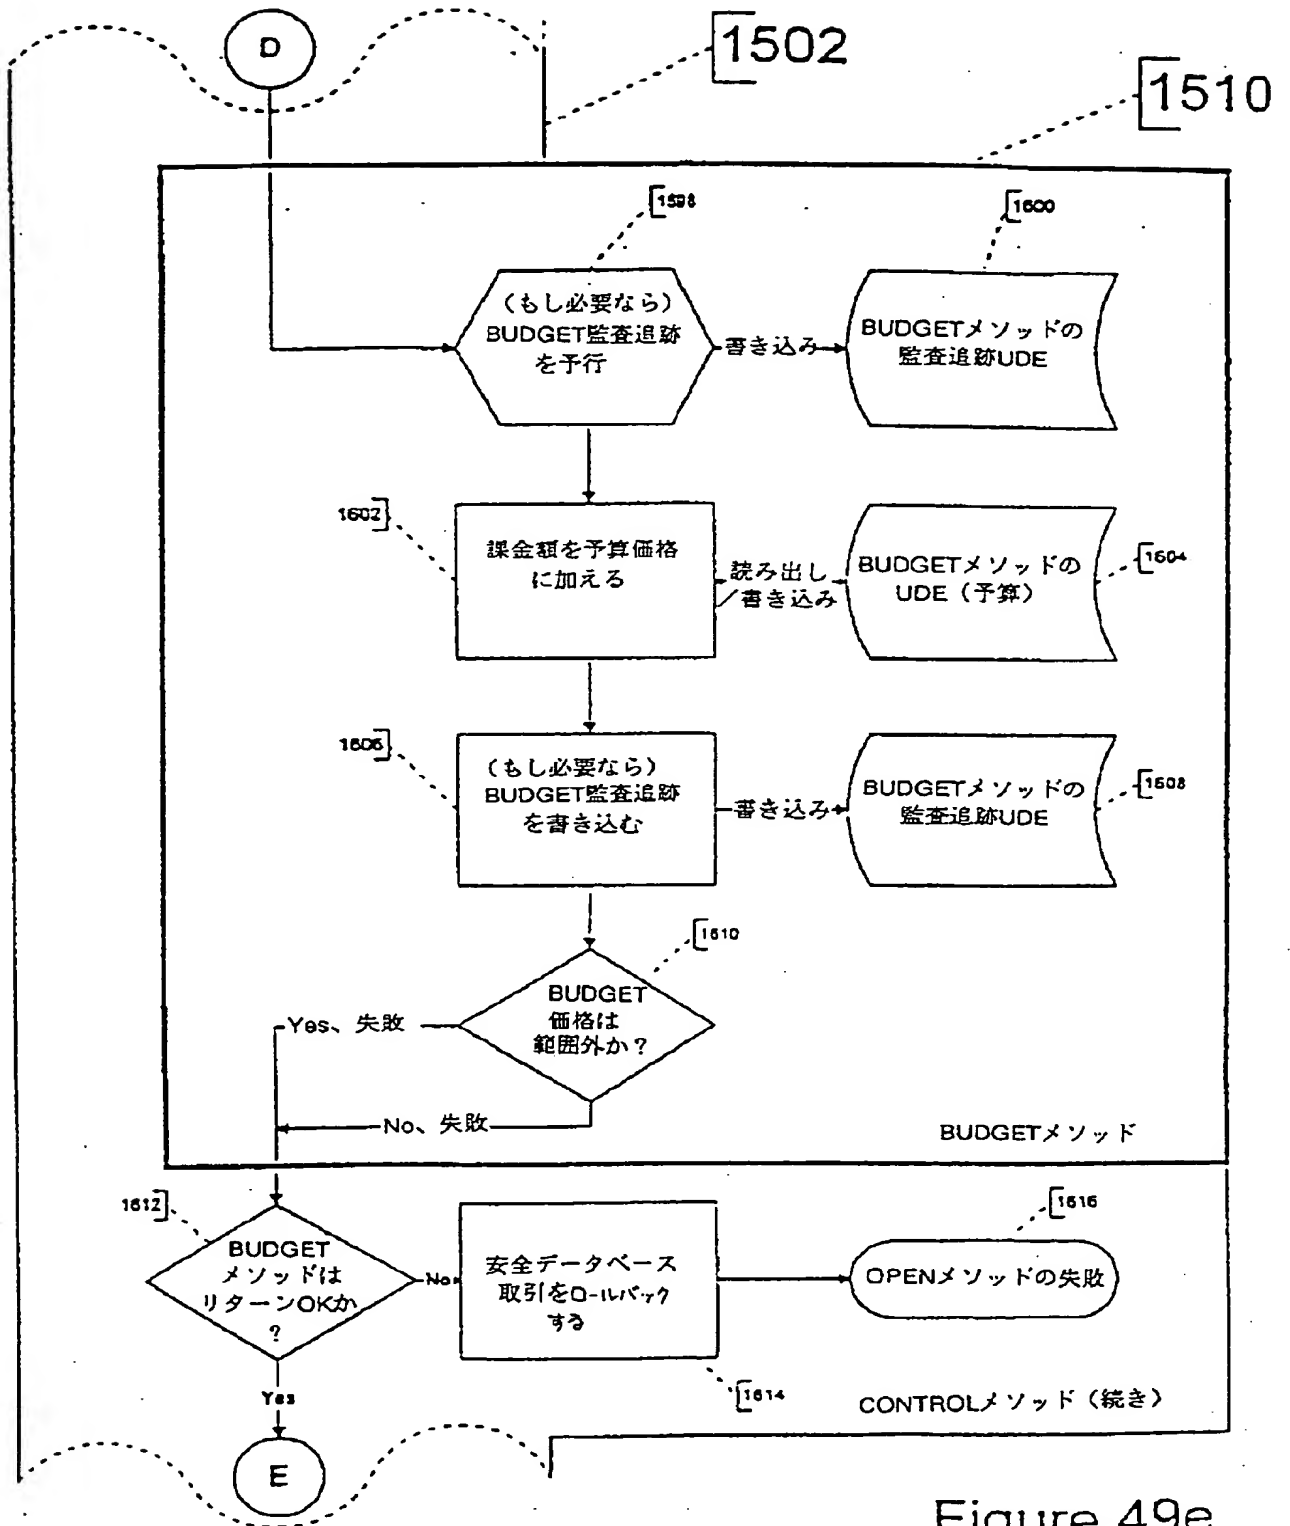 D
1502
1510
1598
1600
（もし必要なら）
BUDGET監査追跡
を予行
書き込み
BUDGETメソッドの
監査追跡UDE
1602
課金額を予算価格
に加える
読み出し
／書き込み
BUDGETメソッドの
UDE（予算）
1604
1606
（もし必要なら）
BUDGET監査追跡
を書き込む
書き込み
BUDGETメソッドの
監査追跡UDE
1608
1610
BUDGET
価格は
範囲外か？
Yes、失敗
No、失敗
BUDGETメソッド
1612
BUDGET
メソッドは
リターンOKか
？
No
安全データベース
取引をロールバック
する
1616
OPENメソッドの失敗
1614
Yes
CONTROLメソッド（続き）
E
Figure 49e